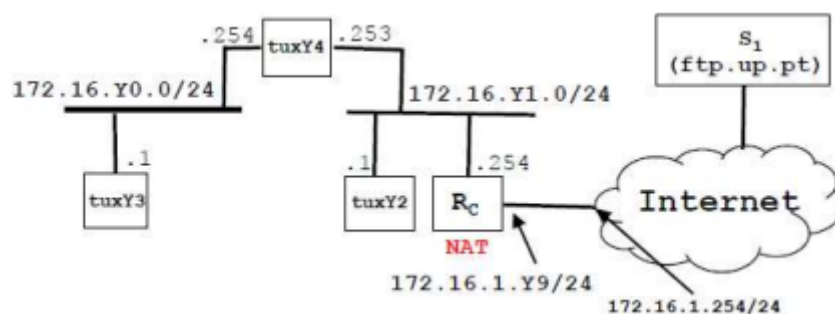 .254
tuxY4
.253
S1
(ftp.up.pt)
172.16.Y0.0/24
172.16.Y1.0/24
.1
tuxY3
.1
tuxY2
.254
RC
NAT
Internet
172.16.1.Y9/24
172.16.1.254/24